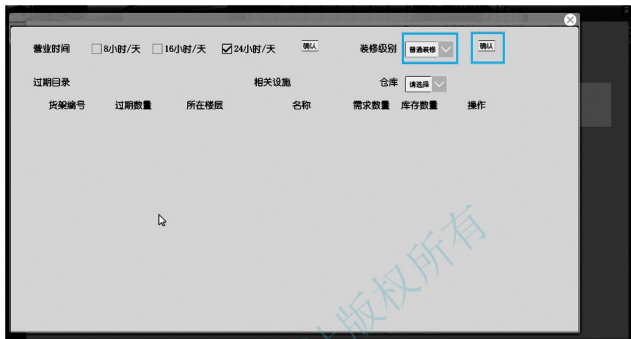 营业时间 8小时/天 16小时/天 24小时/天 确认 装修级别 普通装修 确认
过期目录 相关设施 仓库 请选择
货架编号 过期数量 所在楼层 名称 需求数量 库存数量 操作
版权所有